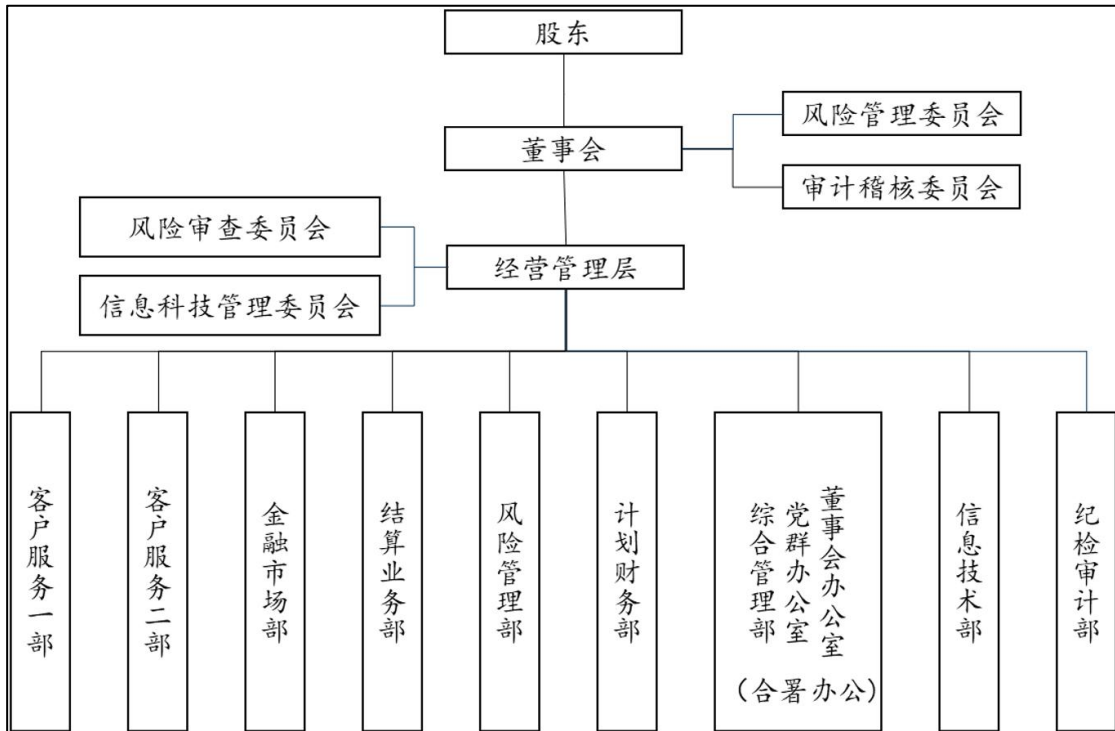 股东
董事会
风险管理委员会
审计稽核委员会
风险审查委员会
信息科技管理委员会
经营管理层
客户服务一部
客户服务二部
金融市场部
结算业务部
风险管理部
计划财务部
董事会办公室
党群办公室
综合管理部
（合署办公）
信息技术部
纪检审计部